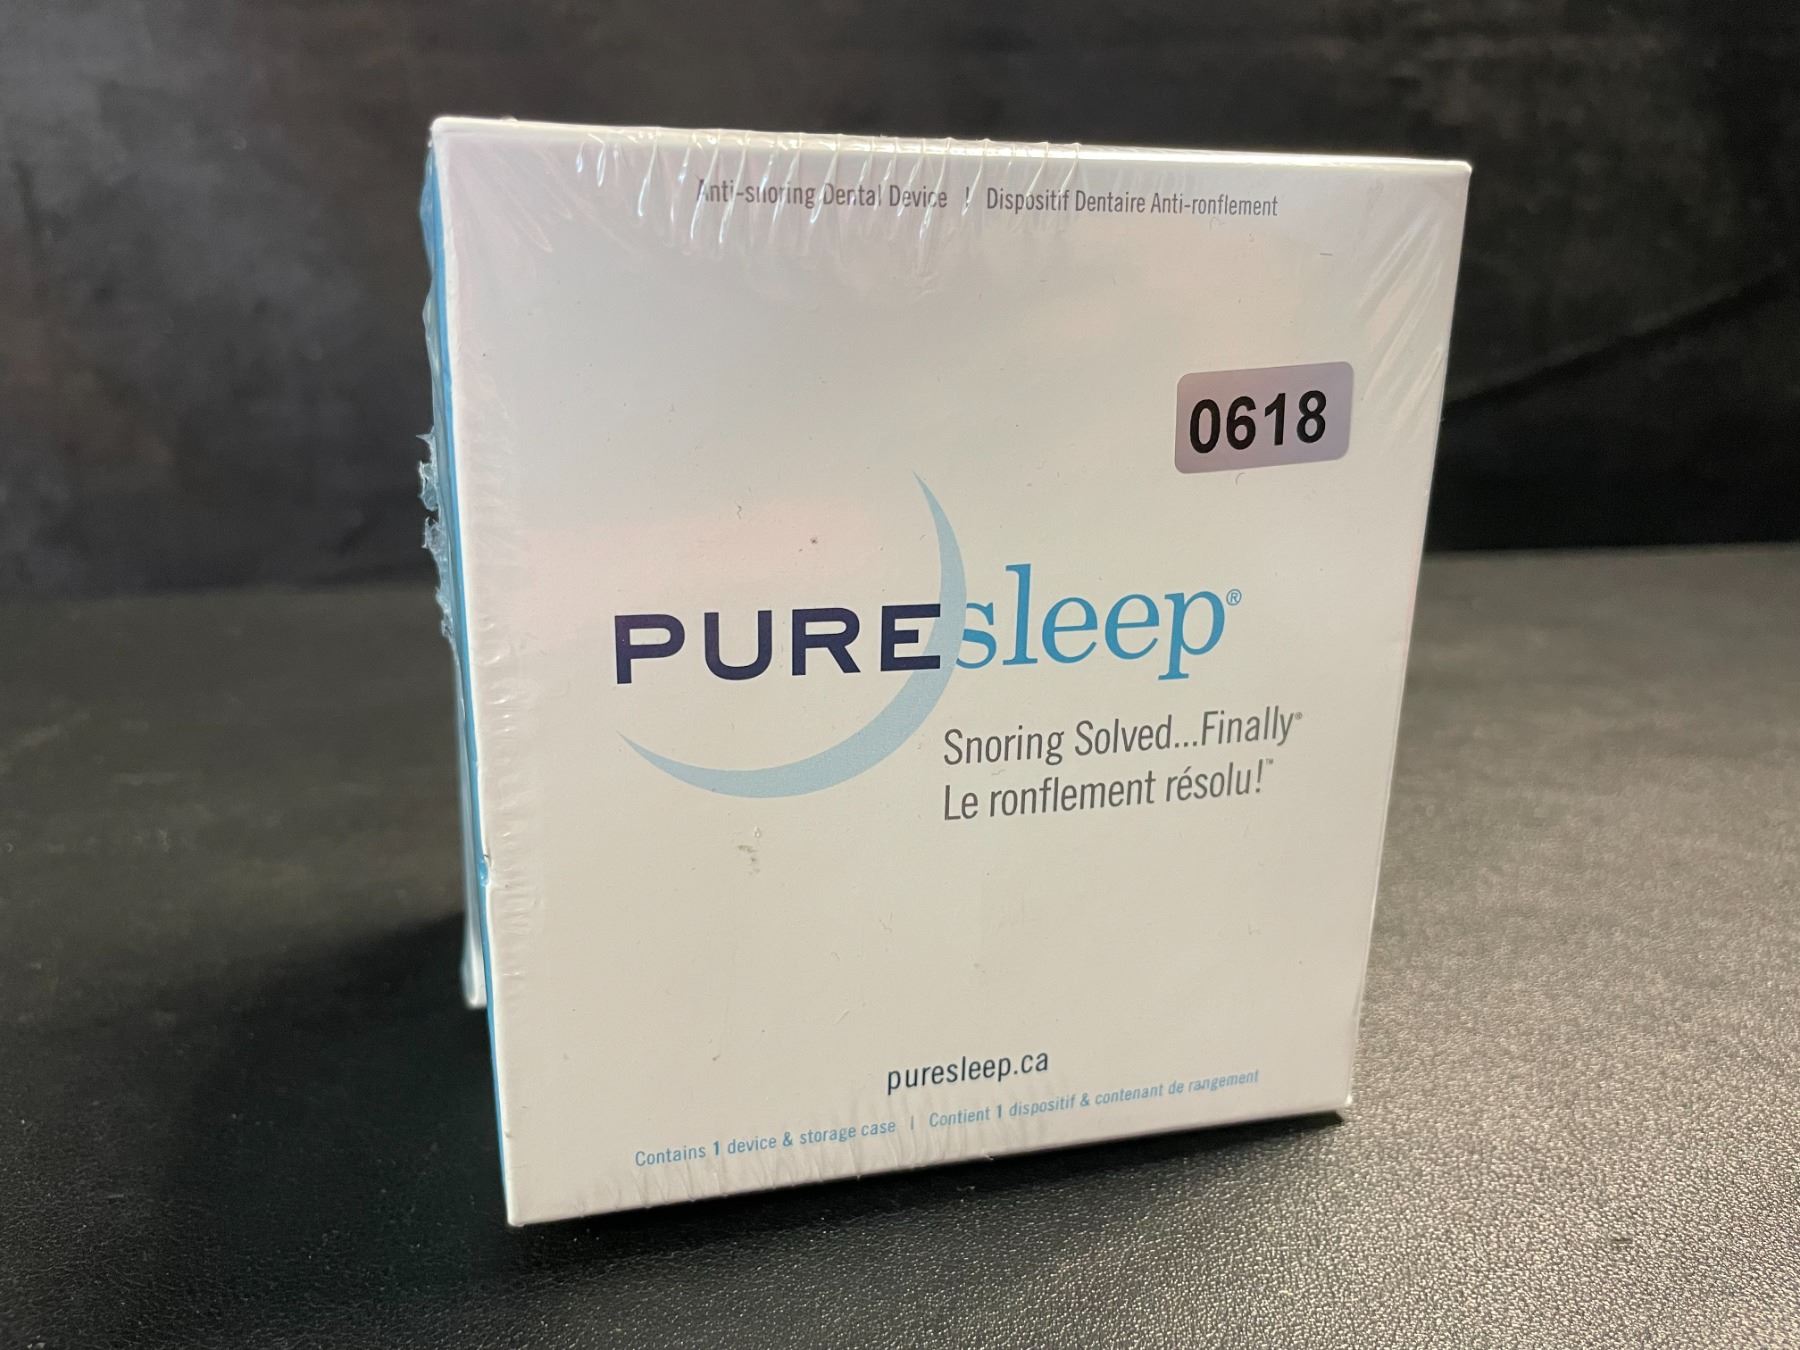 Anti-snoring Dental Device | Dispositif Dentaire Anti-ronflement
0618
PUREsleep®
Snoring Solved...Finally®
Le ronflement résolu!™
puresleep.ca
Contains 1 device & storage case | Contient 1 dispositif & contenant de rangement